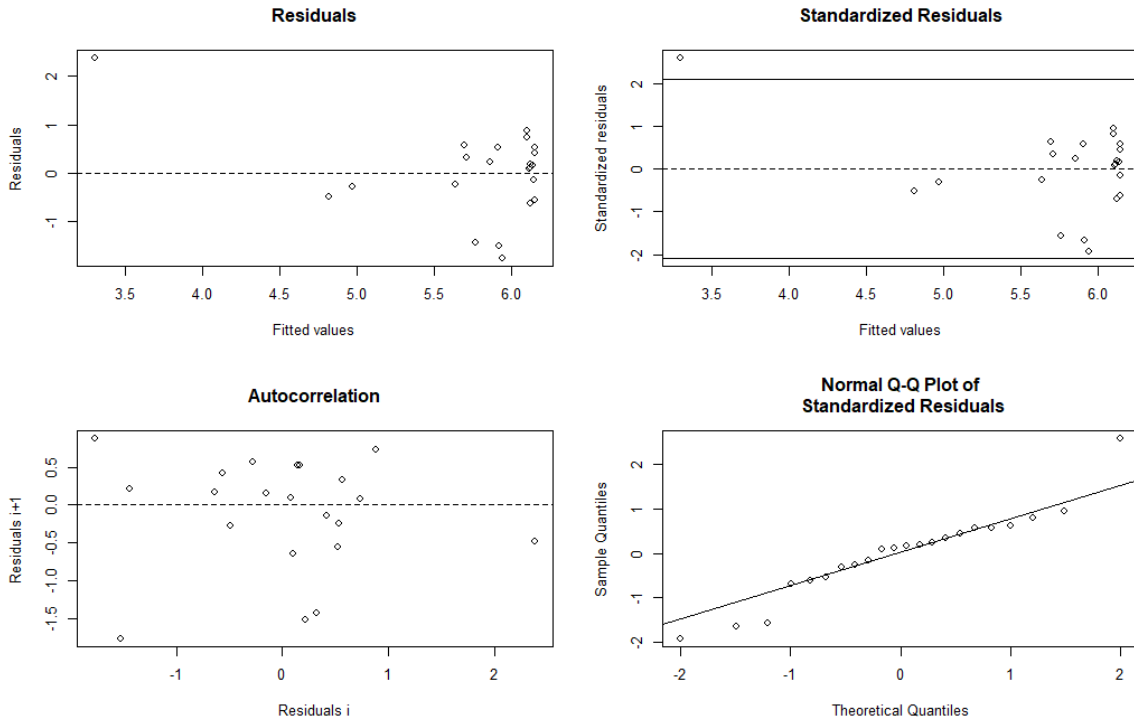 Residuals
Residuals
2
1
0
-1
3.5 4.0 4.5 5.0 5.5 6.0
Fitted values
Standardized Residuals
Standardized residuals
2
1
0
-1
-2
3.5 4.0 4.5 5.0 5.5 6.0
Fitted values
Autocorrelation
Residuals i+1
0.5
0.0
-0.5
-1.0
-1.5
-1 0 1 2
Residuals i
Normal Q-Q Plot of
Standardized Residuals
Sample Quantiles
2
1
0
-1
-2
-2 -1 0 1 2
Theoretical Quantiles